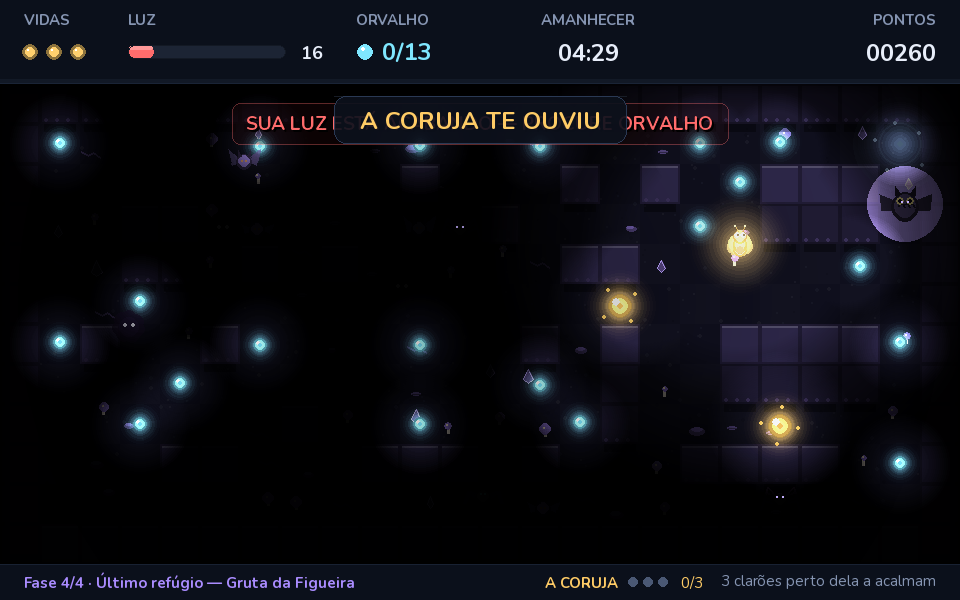 VIDAS LUZ ORVALHO AMANHECER PONTOS
16 0/13 04:29 00260
SUA LUZ ORVALHO
A CORUJA TE OUVIU
Fase 4/4 · Último refúgio — Gruta da Figueira A CORUJA 0/3 3 clarões perto dela a acalmam